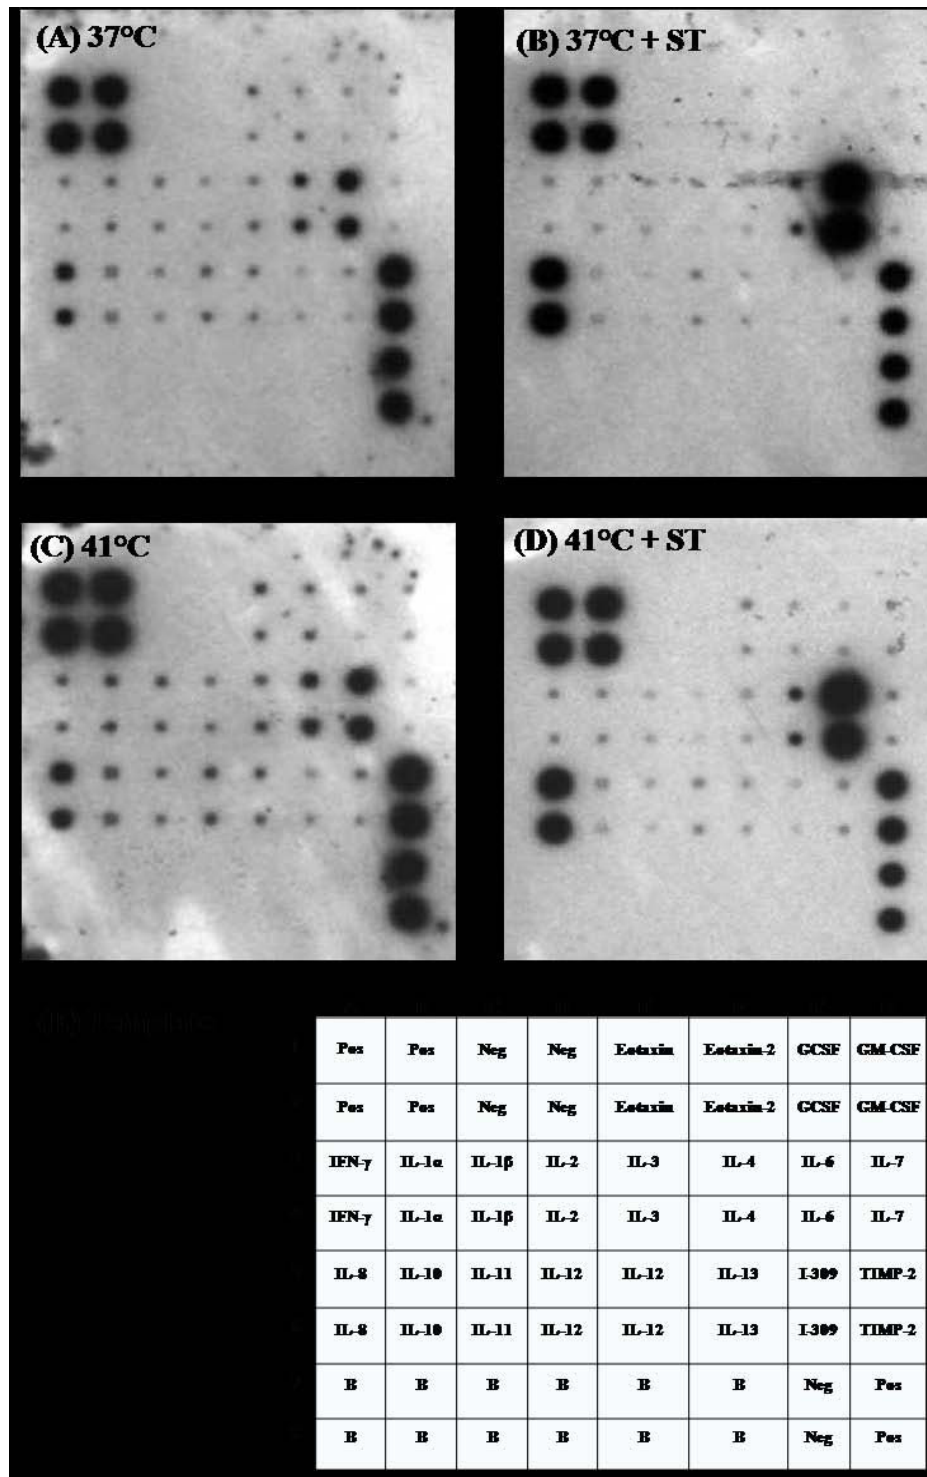 (A) 37°C
(B) 37°C + ST
(C) 41°C
(D) 41°C + ST
Pos Pos Neg Neg Eotaxin Eotaxin-2 GCSF GM-CSF
Pos Pos Neg Neg Eotaxin Eotaxin-2 GCSF GM-CSF
IFN-γ IL-1α IL-1β IL-2 IL-3 IL-4 IL-6 IL-7
IFN-γ IL-1α IL-1β IL-2 IL-3 IL-4 IL-6 IL-7
IL-8 IL-10 IL-11 IL-12 IL-12 IL-13 I-309 TIMP-2
IL-8 IL-10 IL-11 IL-12 IL-12 IL-13 I-309 TIMP-2
B B B B B B Neg Pos
B B B B B B Neg Pos